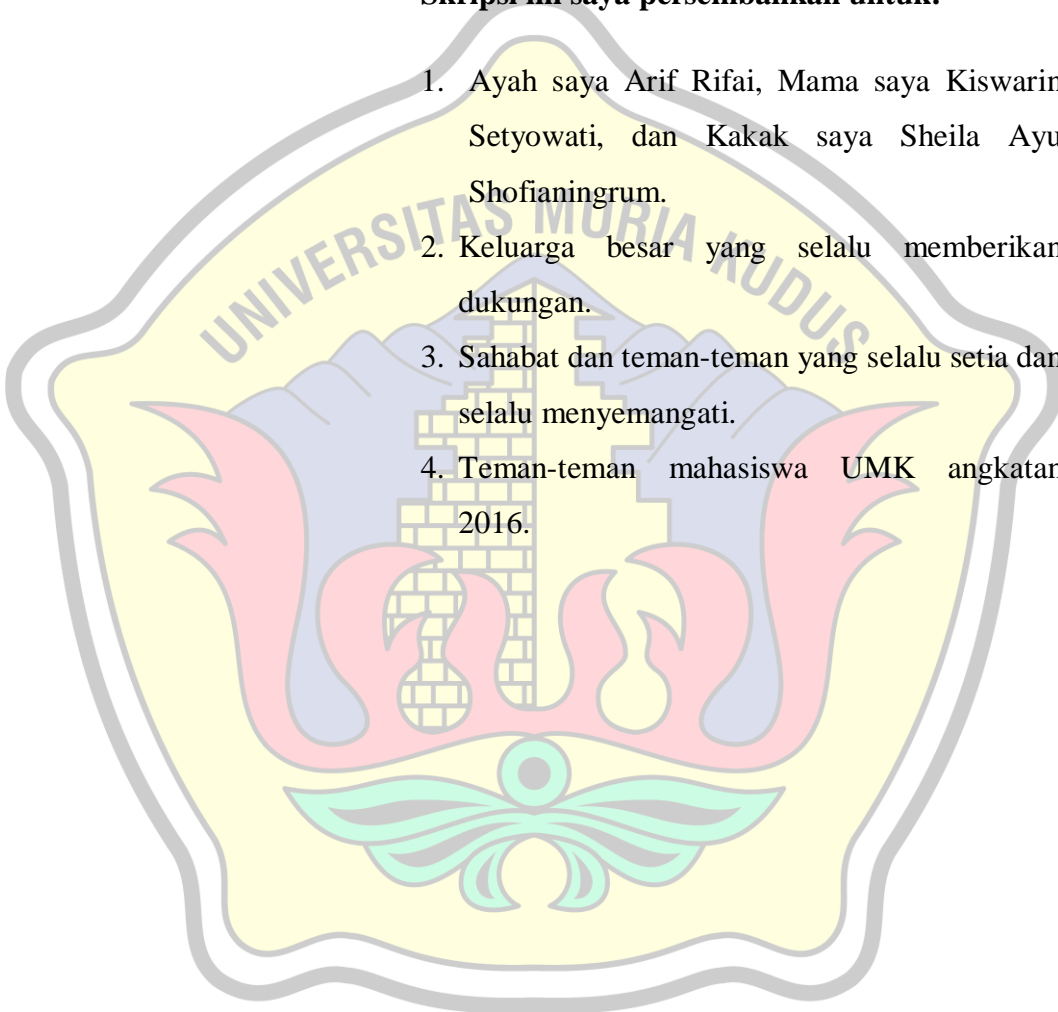 Skripsi ini saya persembahkan untuk:
1. Ayah saya Arif Rifai, Mama saya Kiswarin
Setyowati, dan Kakak saya Sheila Ayu
Shofianingrum.
2. Keluarga besar yang selalu memberikan
dukungan.
3. Sahabat dan teman-teman yang selalu setia dan
selalu menyemangati.
4. Teman-teman mahasiswa UMK angkatan
2016.
UNIVERSITAS MURIA KUDUS